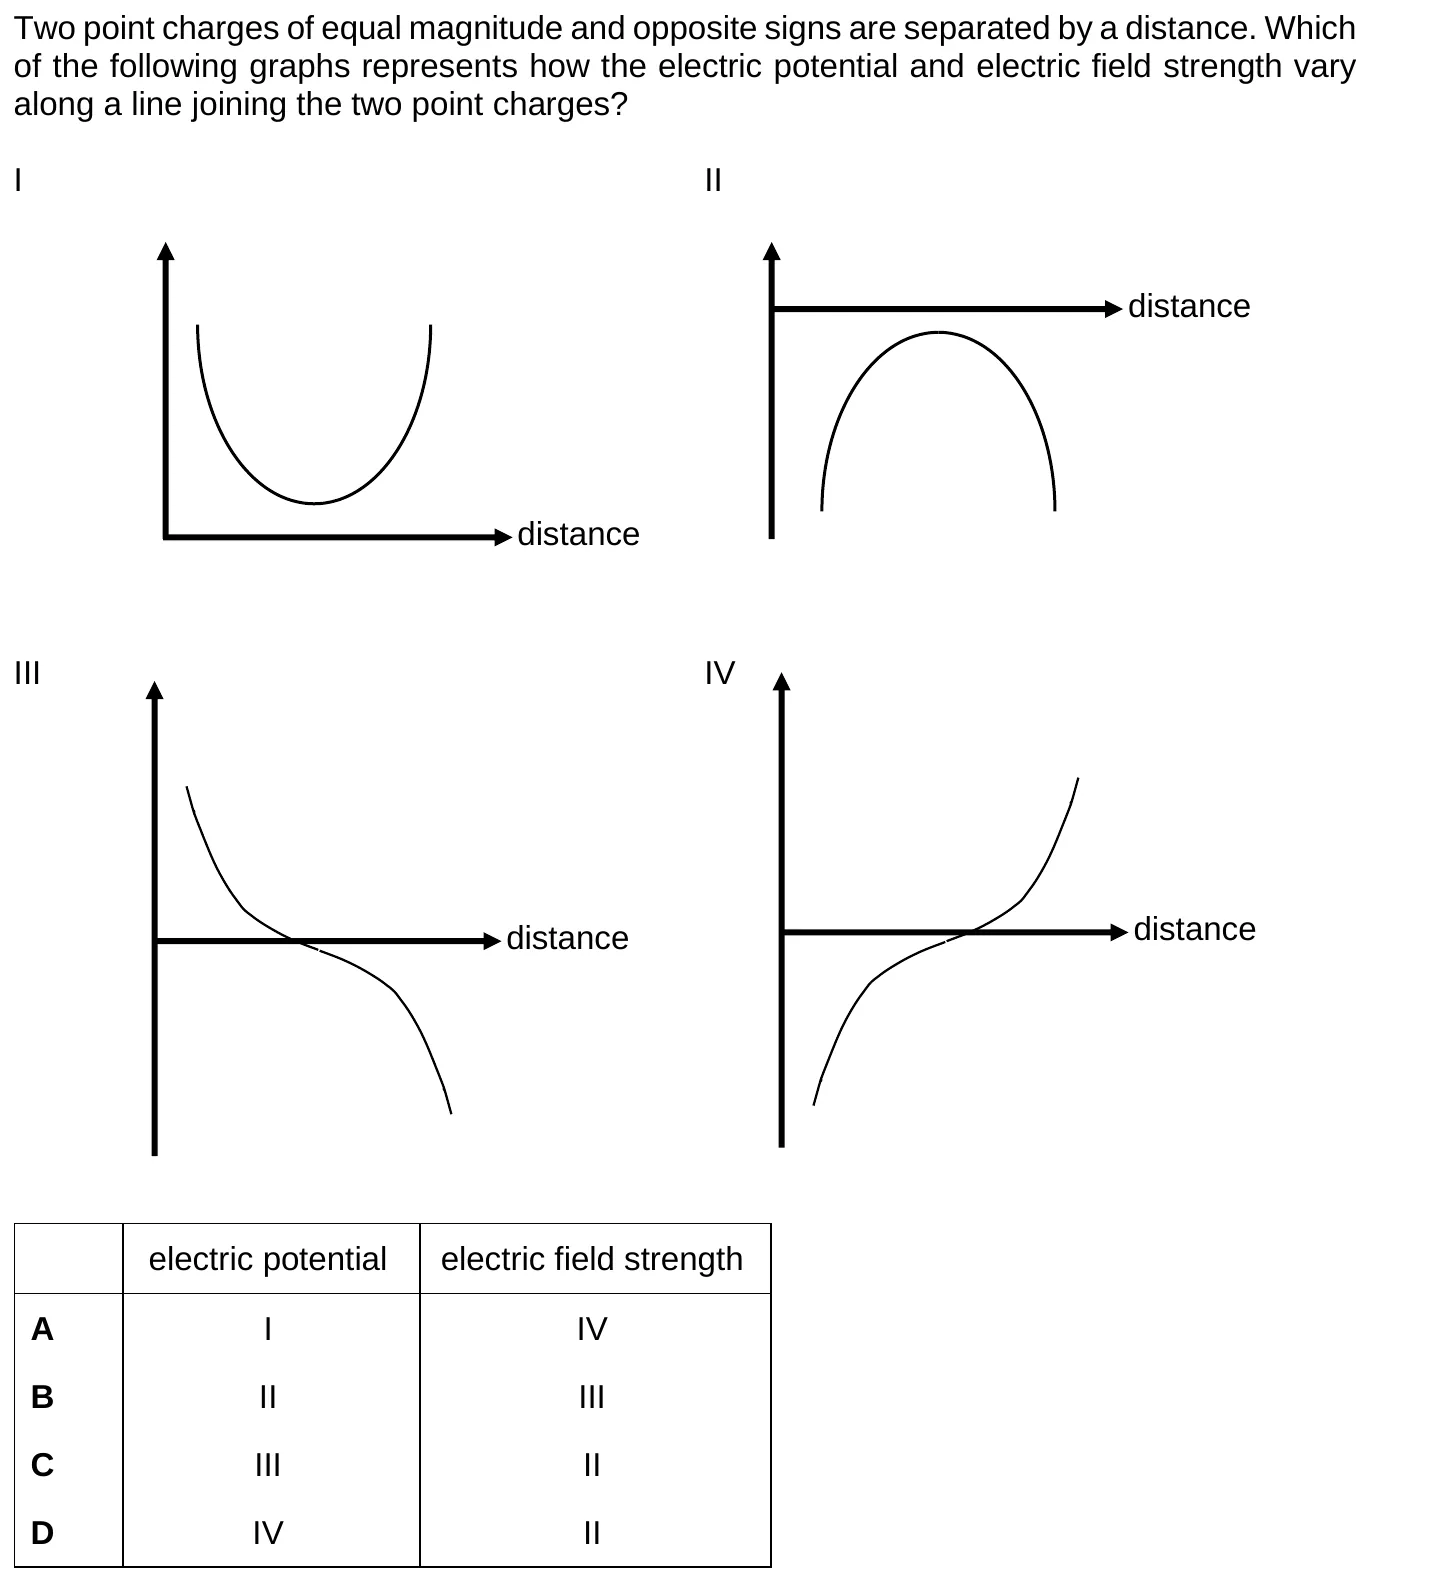 Two point charges of equal magnitude and opposite signs are separated by a distance. Which
of the following graphs represents how the electric potential and electric field strength vary
along a line joining the two point charges?
I
II
distance
distance
III
IV
distance
distance
electric potential electric field strength
A I IV
B II III
C III II
D IV II